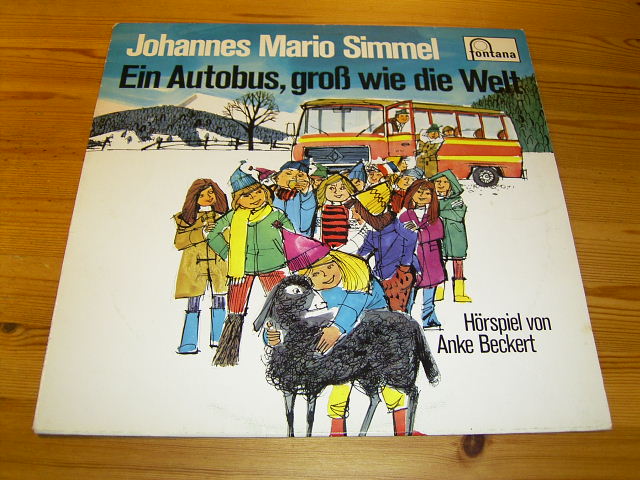 Johannes Mario Simmel
fontana
Ein Autobus, groß wie die Welt
Hörspiel von
Anke Beckert